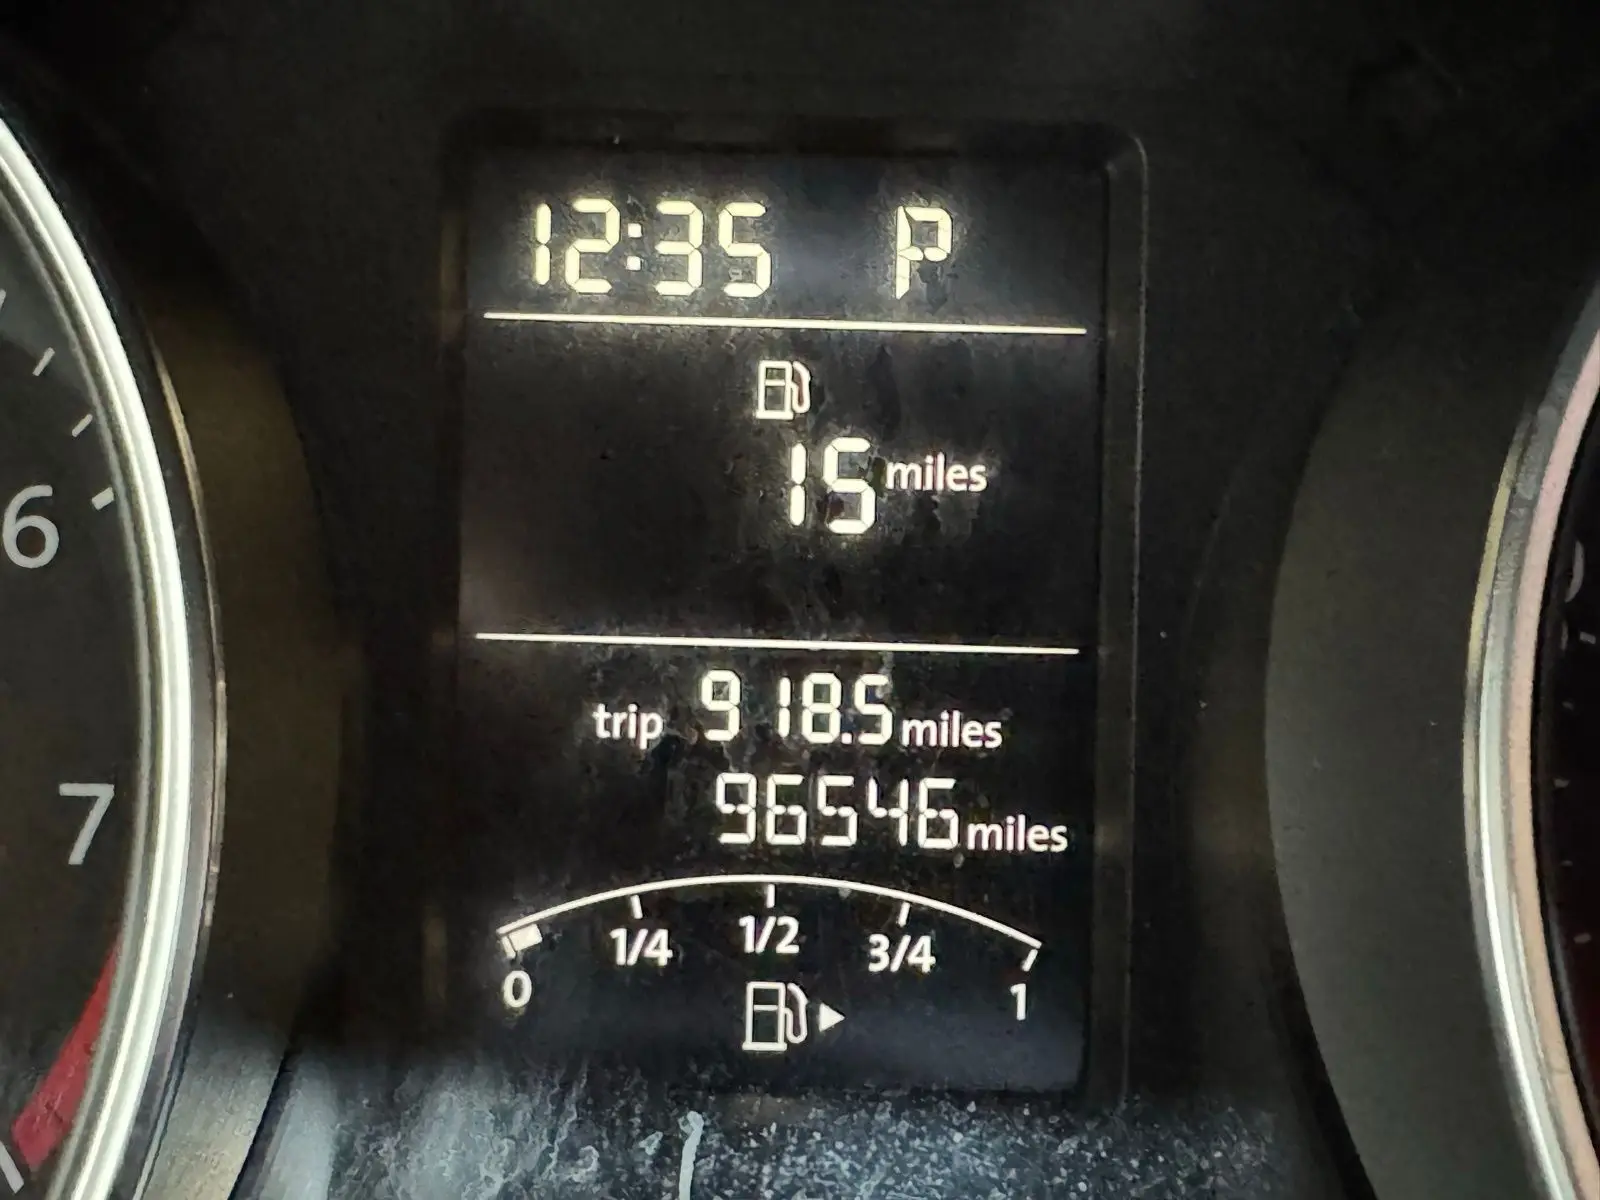 12:35 P
15 miles
trip 918.5 miles
96546 miles
0 1/4 1/2 3/4 1
6
7